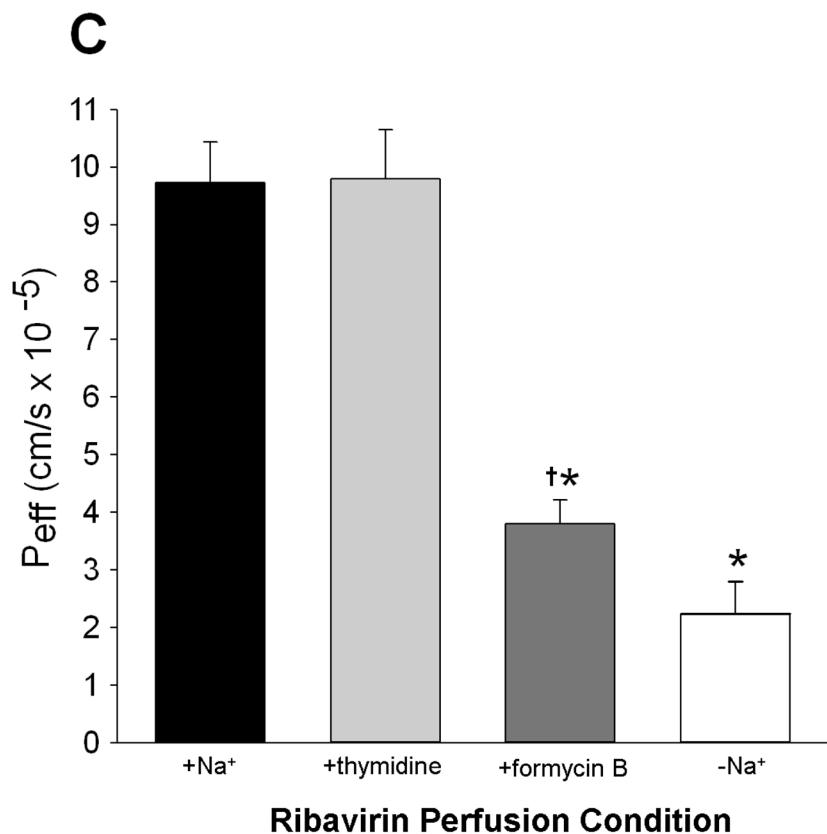 C
11
10
9
8
7
6
5
4
3
2
1
0
Peff (cm/s x 10 -5)
†*
*
+Na⁺
+thymidine
+formycin B
-Na⁺
Ribavirin Perfusion Condition